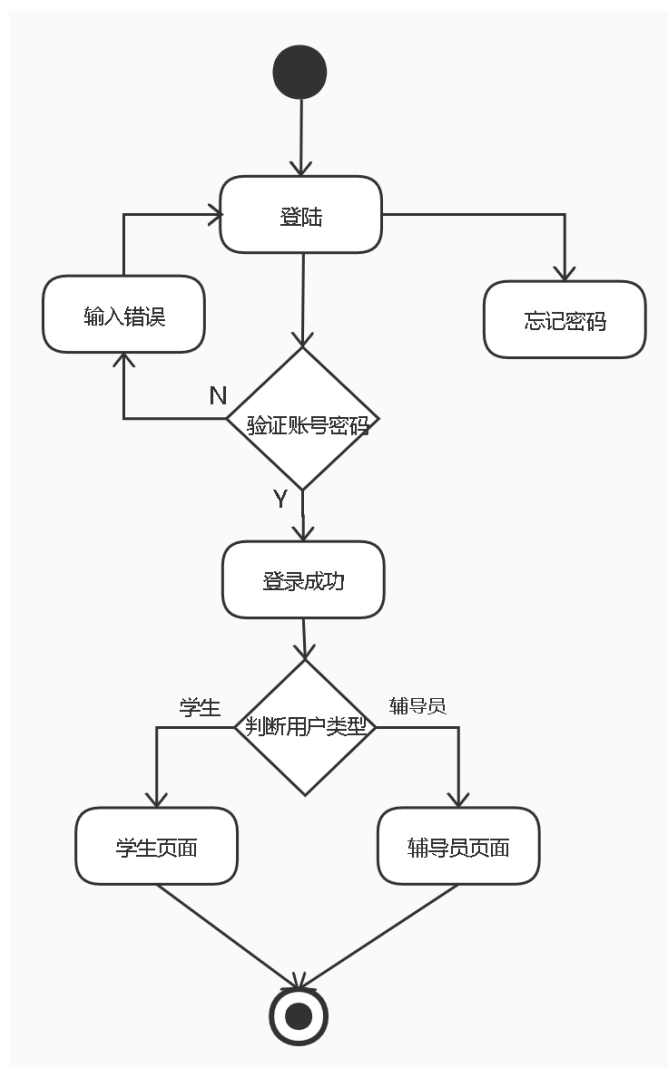 登陆
输入错误
忘记密码
N
验证账号密码
Y
登录成功
学生
辅导员
判断用户类型
学生页面
辅导员页面